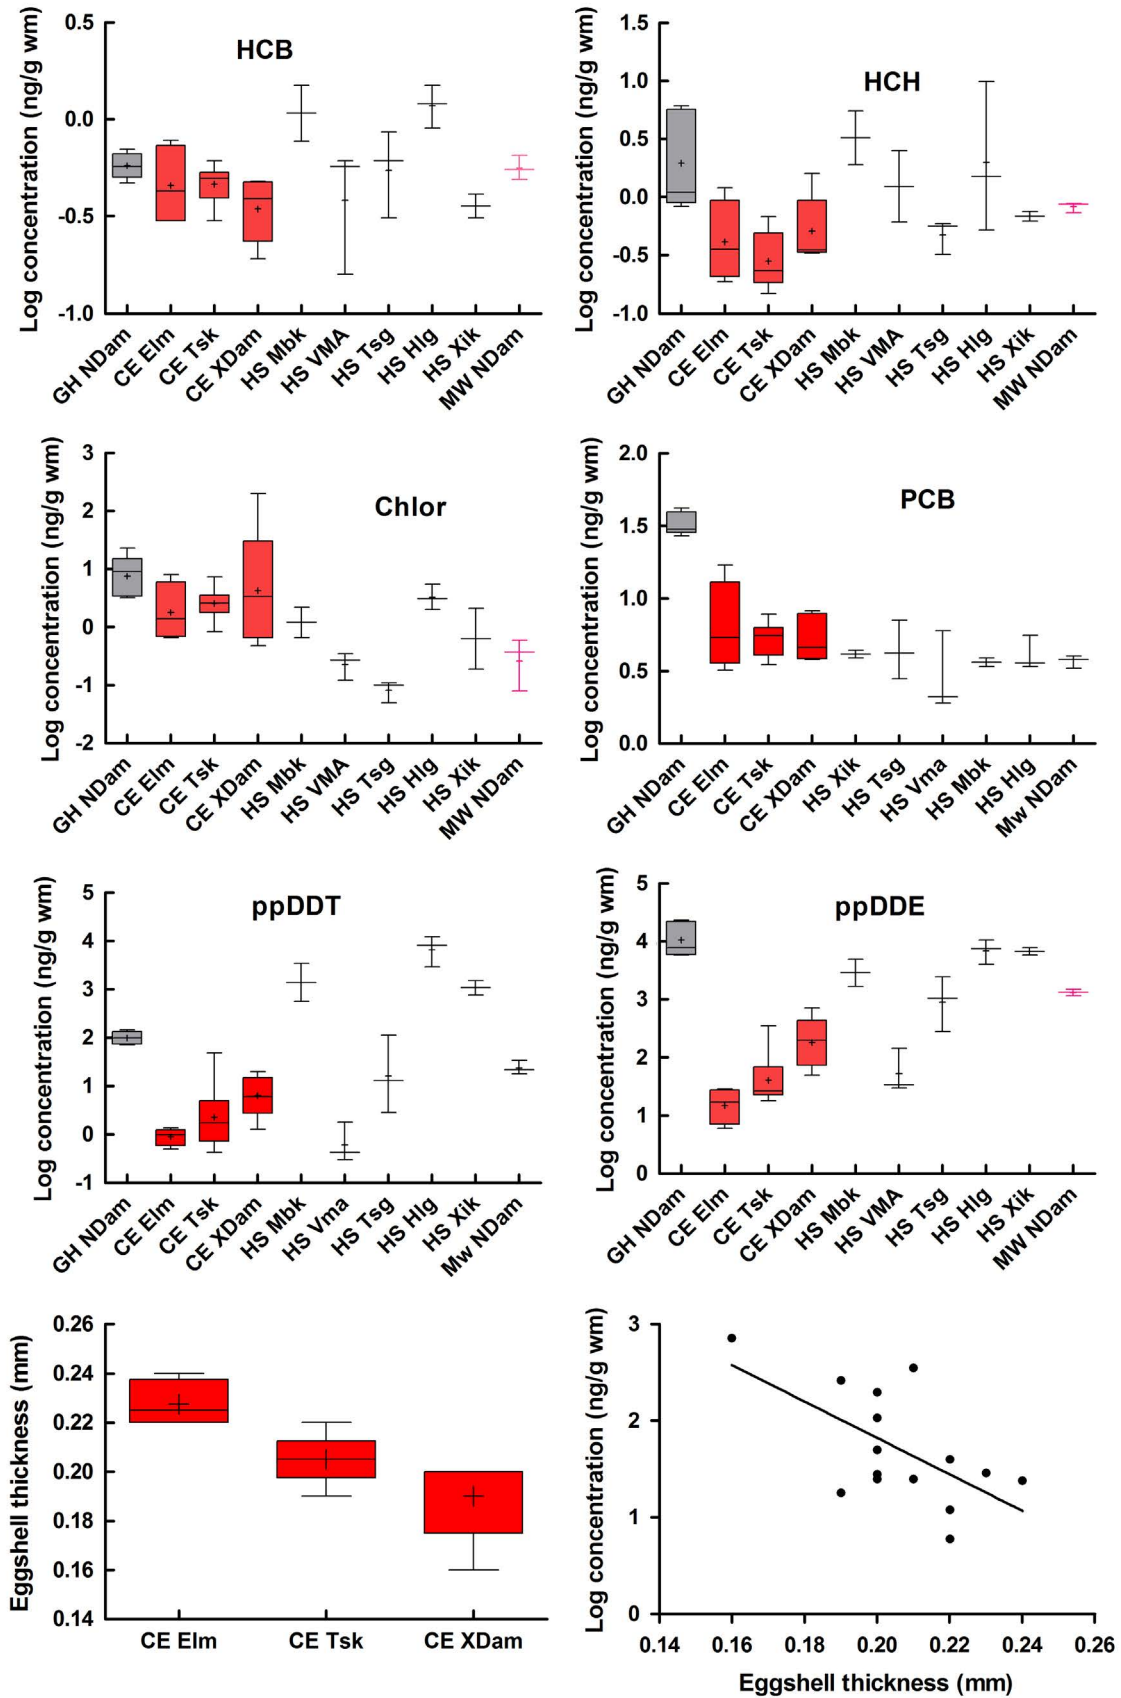 HCB
Log concentration (ng/g wm)
0.5
0.0
-0.5
-1.0
GH NDam
CE Elm
CE Tsk
CE XDam
HS Mbk
HS VMA
HS Tsg
HS Hlg
HS Xik
MW NDam
HCH
Log concentration (ng/g wm)
1.5
1.0
0.5
0.0
-0.5
-1.0
GH NDam
CE Elm
CE Tsk
CE XDam
HS Mbk
HS VMA
HS Tsg
HS Hlg
HS Xik
MW NDam
Chlor
Log concentration (ng/g wm)
3
2
1
0
-1
-2
GH NDam
CE Elm
CE Tsk
CE XDam
HS Mbk
HS VMA
HS Tsg
HS Hlg
HS Xik
MW NDam
PCB
Log concentration (ng/g wm)
2.0
1.5
1.0
0.5
0.0
GH NDam
CE Elm
CE Tsk
CE XDam
HS Xik
HS Tsg
HS Vma
HS Mbk
HS Hlg
Mw NDam
ppDDT
Log concentration (ng/g wm)
5
4
3
2
1
0
-1
GH NDam
CE Elm
CE Tsk
CE XDam
HS Mbk
HS Vma
HS Tsg
HS Hlg
HS Xik
Mw NDam
ppDDE
Log concentration (ng/g wm)
5
4
3
2
1
0
GH NDam
CE Elm
CE Tsk
CE XDam
HS Mbk
HS VMA
HS Tsg
HS Hlg
HS Xik
MW NDam
Eggshell thickness (mm)
0.26
0.24
0.22
0.20
0.18
0.16
0.14
CE Elm
CE Tsk
CE XDam
Log concentration (ng/g wm)
3
2
1
0
0.14
0.16
0.18
0.20
0.22
0.24
0.26
Eggshell thickness (mm)